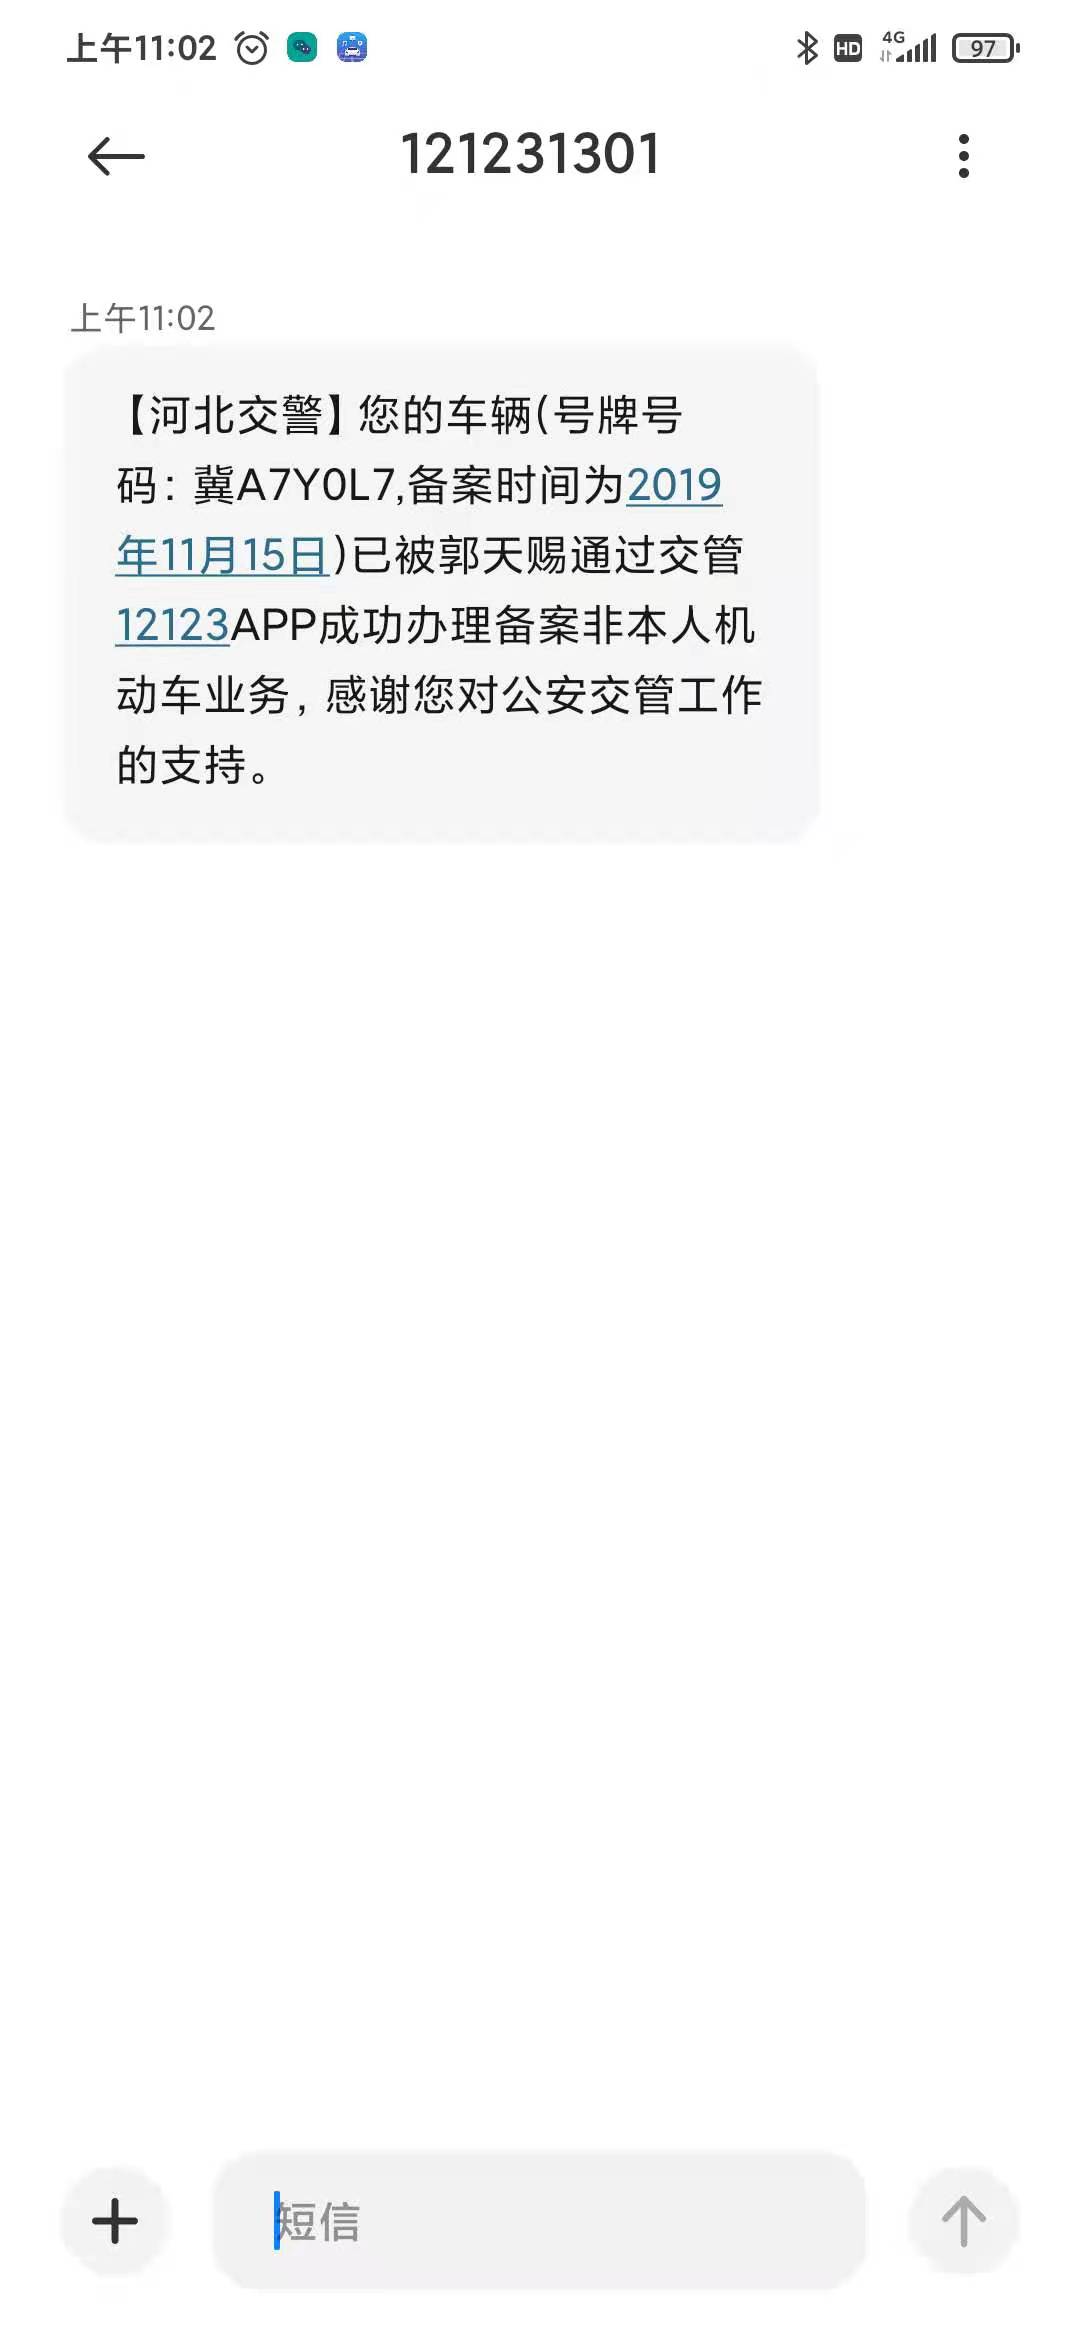 上午11:02
HD 4G 97
121231301
上午11:02
【河北交警】您的车辆(号牌号
码：冀A7Y0L7,备案时间为2019
年11月15日)已被郭天赐通过交管
12123APP成功办理备案非本人机
动车业务，感谢您对公安交管工作
的支持。
短信